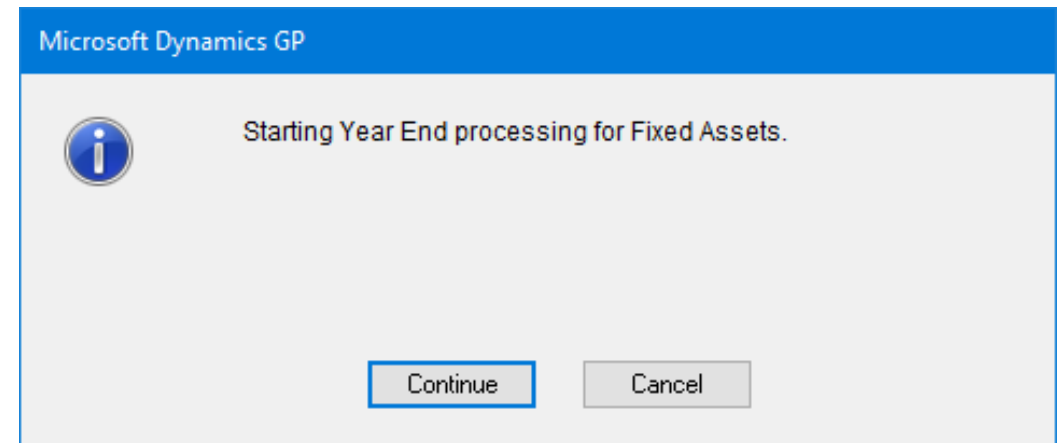 Microsoft Dynamics GP
Starting Year End processing for Fixed Assets.
Continue
Cancel